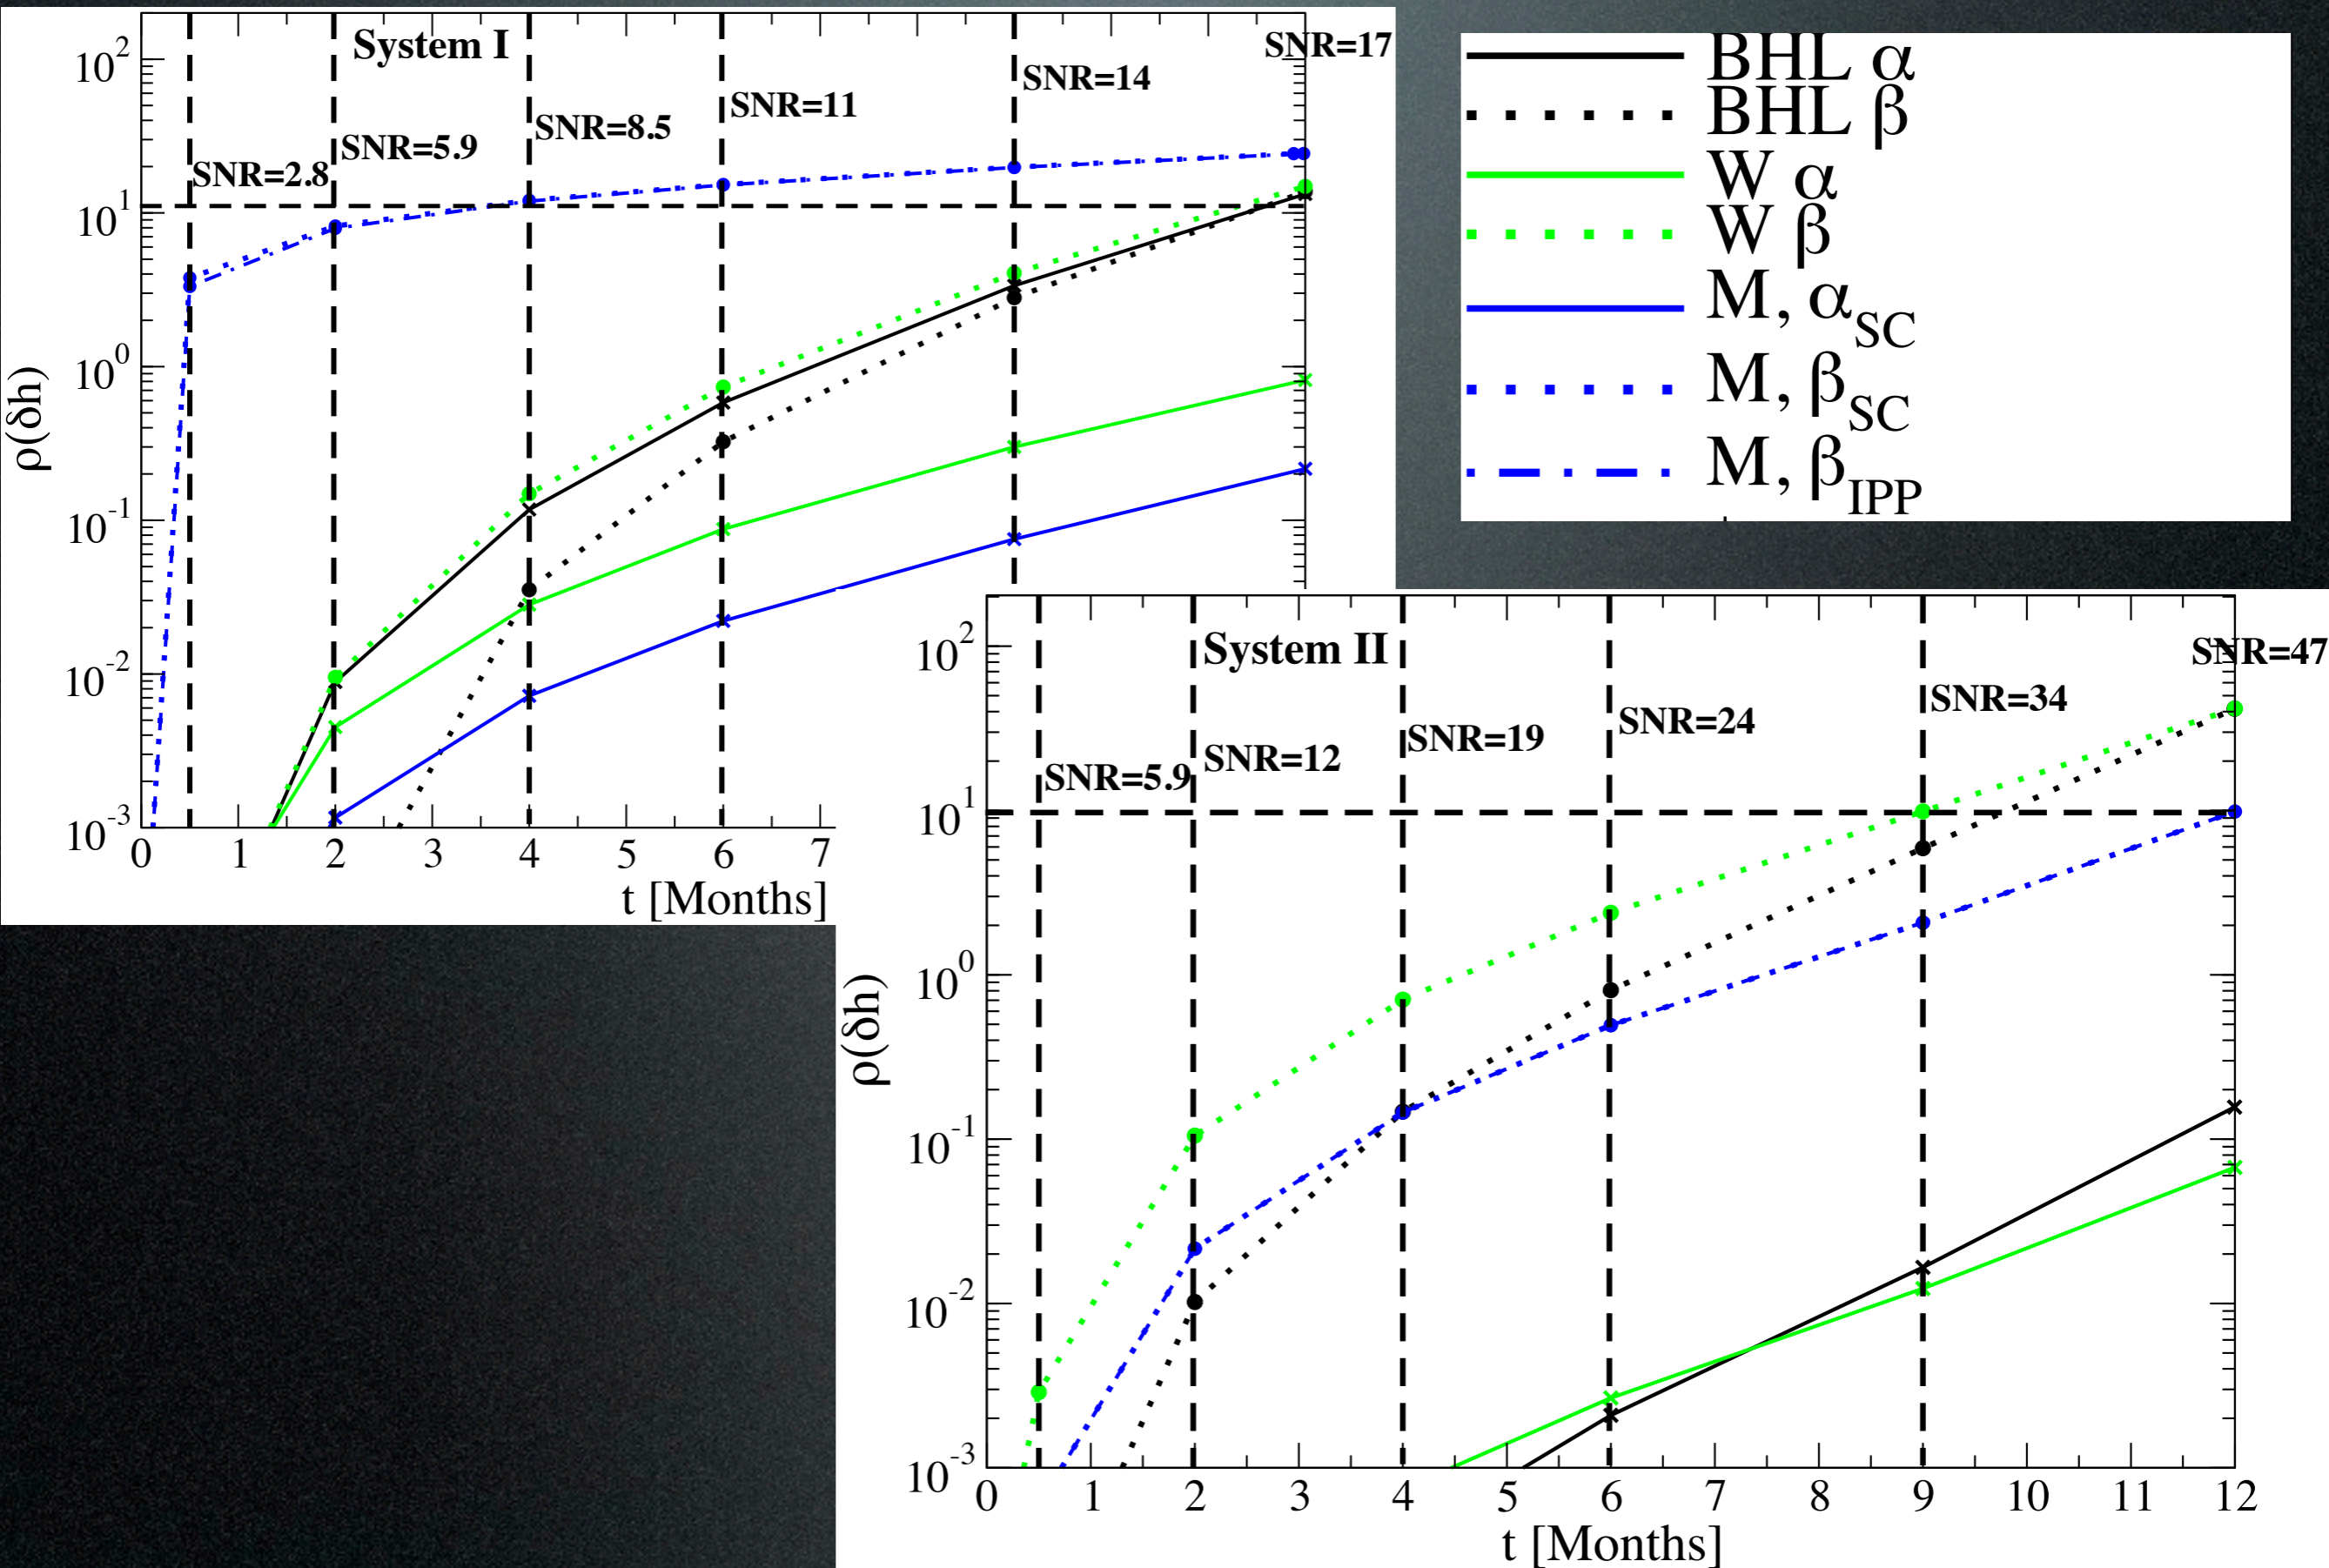 System I
SNR=2.8
SNR=5.9
SNR=8.5
SNR=11
SNR=14
SNR=17
10^2
10^1
10^0
10^-1
10^-2
10^-3
ρ(δh)
0 1 2 3 4 5 6 7
t [Months]
BHL α
BHL β
W α
W β
M, α_SC
M, β_SC
M, β_IPP
System II
SNR=5.9
SNR=12
SNR=19
SNR=24
SNR=34
SNR=47
10^2
10^1
10^0
10^-1
10^-2
10^-3
ρ(δh)
0 1 2 3 4 5 6 7 8 9 10 11 12
t [Months]